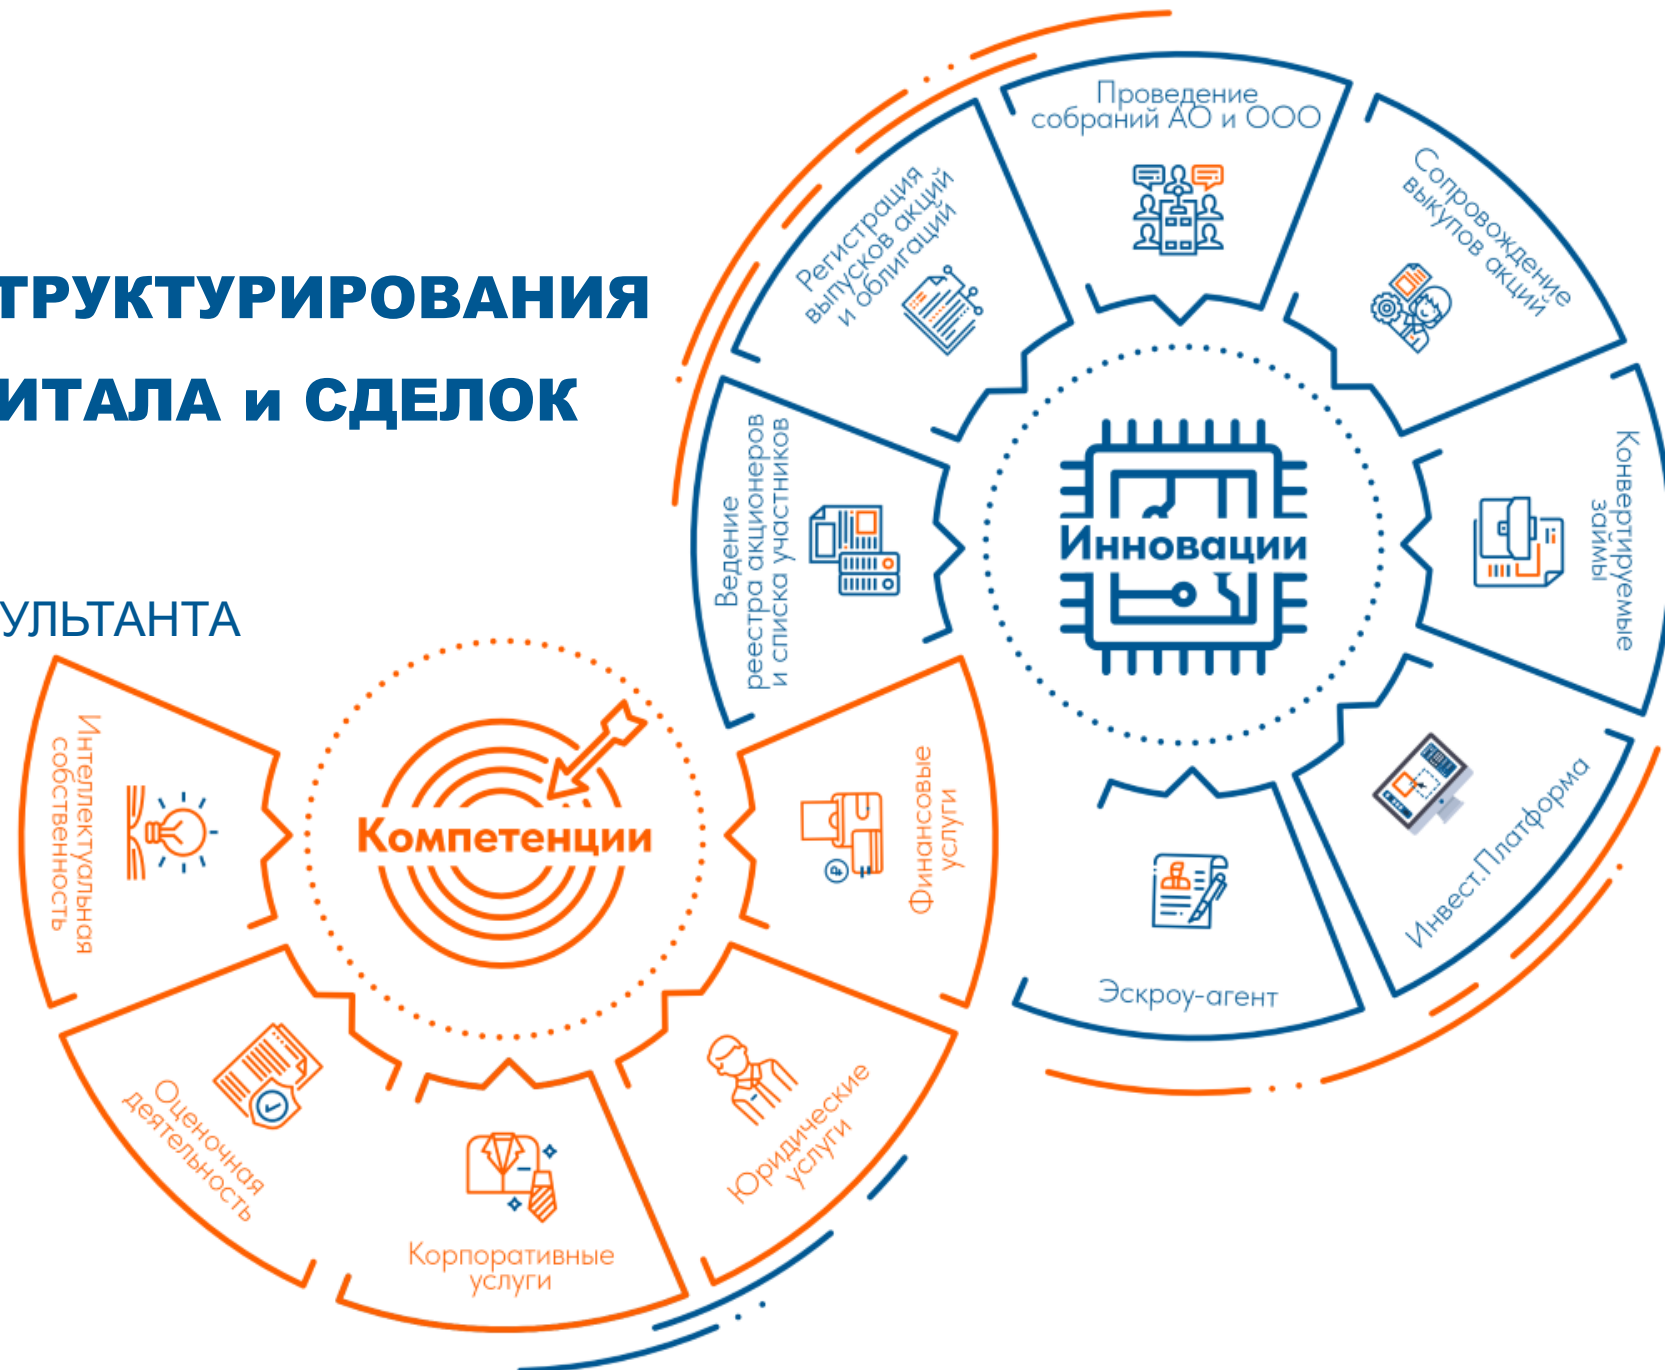 ТРУКТУРИРОВАНИЯ
ИТАЛА и СДЕЛОК
УЛЬТАНТА
Проведение
собраний АО и ООО
Сопровождение
выкупов акций
Конвертируемые
займы
Инвест.Платформа
Эскроу-агент
Ведение
реестра акционеров
и списка участников
Регистрация
выпусков акций
и облигаций
Инновации
Интеллектуальная
собственность
Оценочная
деятельность
Корпоративные
услуги
Юридические
услуги
Финансовые
услуги
Компетенции